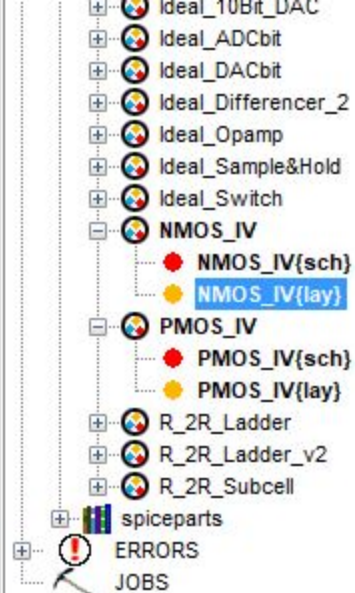 Ideal_10Bit_DAC
Ideal_ADCbit
Ideal_DACbit
Ideal_Differencer_2
Ideal_Opamp
Ideal_Sample&Hold
Ideal_Switch
NMOS_IV
NMOS_IV{sch}
NMOS_IV{lay}
PMOS_IV
PMOS_IV{sch}
PMOS_IV{lay}
R_2R_Ladder
R_2R_Ladder_v2
R_2R_Subcell
spiceparts
ERRORS
JOBS